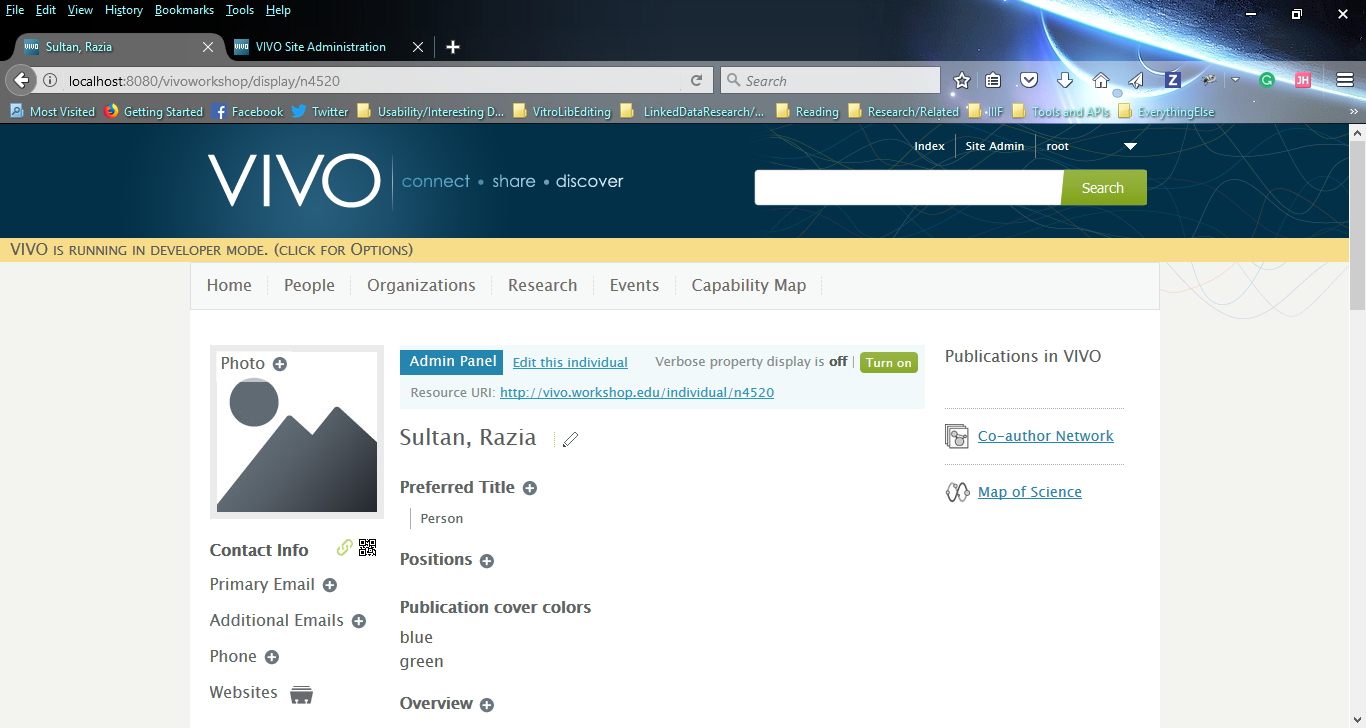 File Edit View History Bookmarks Tools Help
Sultan, Razia
VIVO Site Administration
localhost:8080/vivoworkshop/display/n4520
Search
Most Visited Getting Started Facebook Twitter Usability/Interesting D... VitroLibEditing LinkedDataResearch/... Reading Research/Related IIIF Tools and APIs EverythingElse
Index Site Admin root
VIVO connect • share • discover
Search
VIVO is running in developer mode. (click for Options)
Home People Organizations Research Events Capability Map
Photo
Admin Panel Edit this individual Verbose property display is off | Turn on
Resource URI: http://vivo.workshop.edu/individual/n4520
Sultan, Razia
Preferred Title
Person
Positions
Publication cover colors
blue
green
Overview
Contact Info
Primary Email
Additional Emails
Phone
Websites
Publications in VIVO
Co-author Network
Map of Science